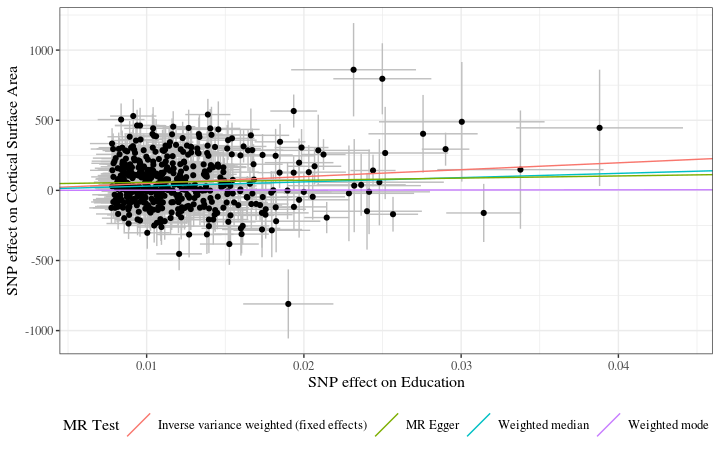 1000
500
0
-500
-1000
SNP effect on Cortical Surface Area
0.01 0.02 0.03 0.04
SNP effect on Education
MR Test Inverse variance weighted (fixed effects) MR Egger Weighted median Weighted mode